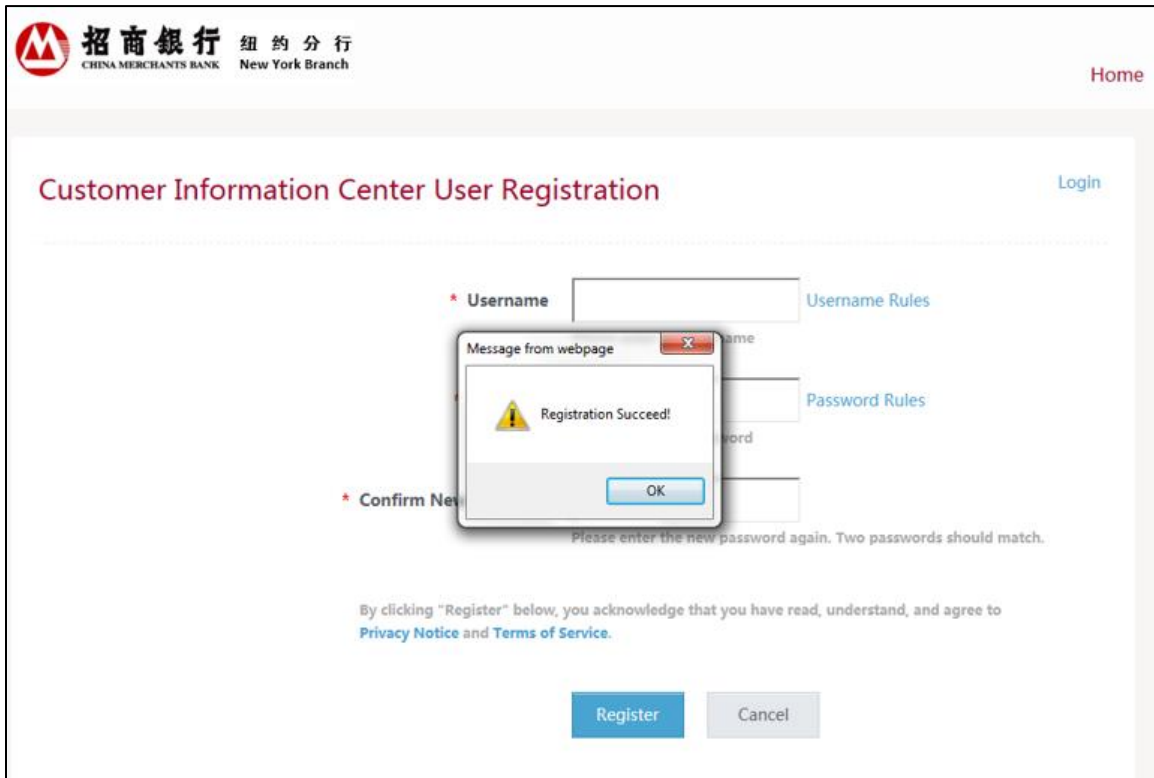 招商銀行 纽约分行
CHINA MERCHANTS BANK New York Branch
Home
Customer Information Center User Registration
Login
* Username
Username Rules
Message from webpage
Registration Succeed!
Password Rules
OK
* Confirm New
Please enter the new password again. Two passwords should match.
By clicking "Register" below, you acknowledge that you have read, understand, and agree to
Privacy Notice and Terms of Service.
Register
Cancel